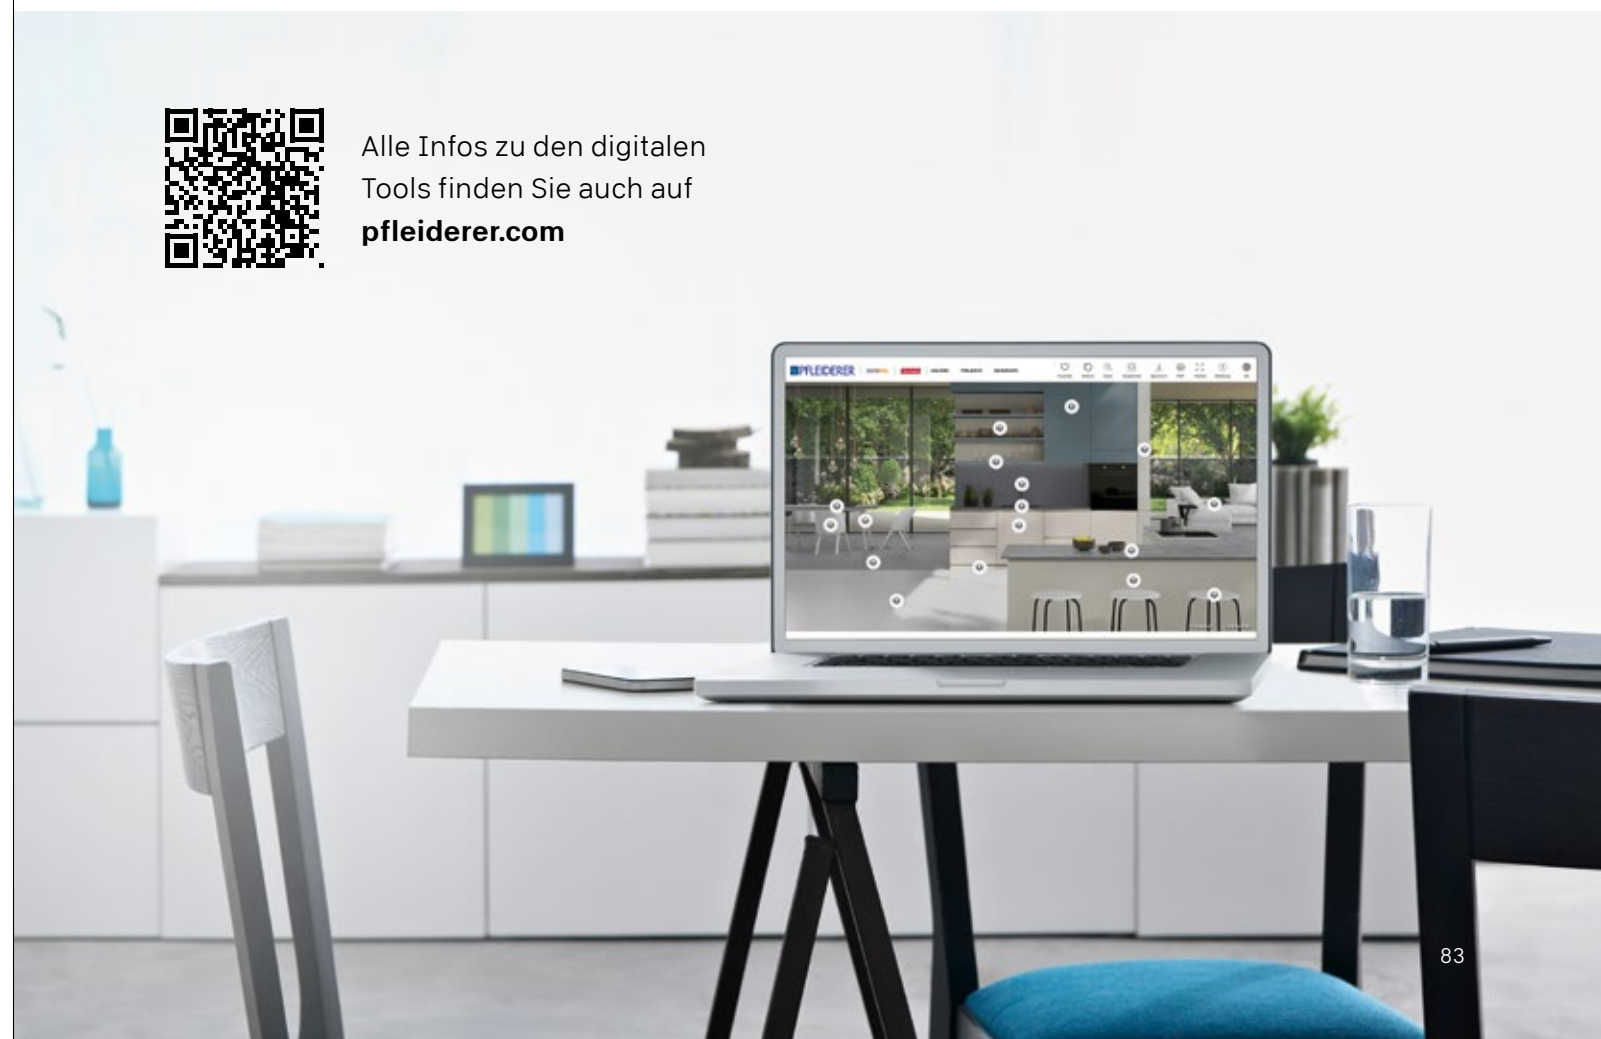 Alle Infos zu den digitalen
Tools finden Sie auch auf
pfleiderer.com
PFLEIDERER
83